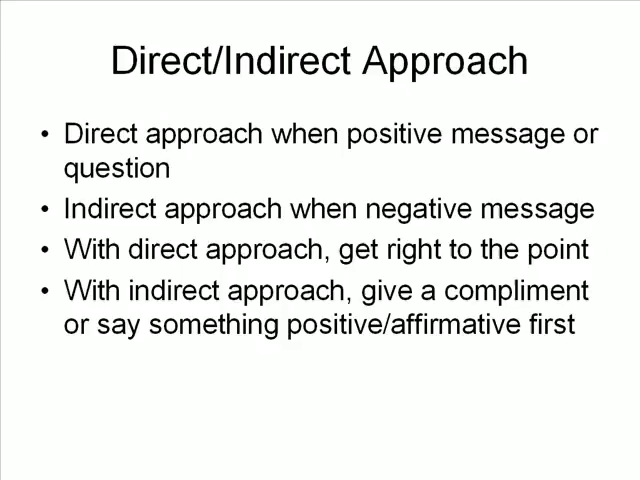 Direct/Indirect Approach
• Direct approach when positive message or
question
• Indirect approach when negative message
• With direct approach, get right to the point
• With indirect approach, give a compliment
or say something positive/affirmative first